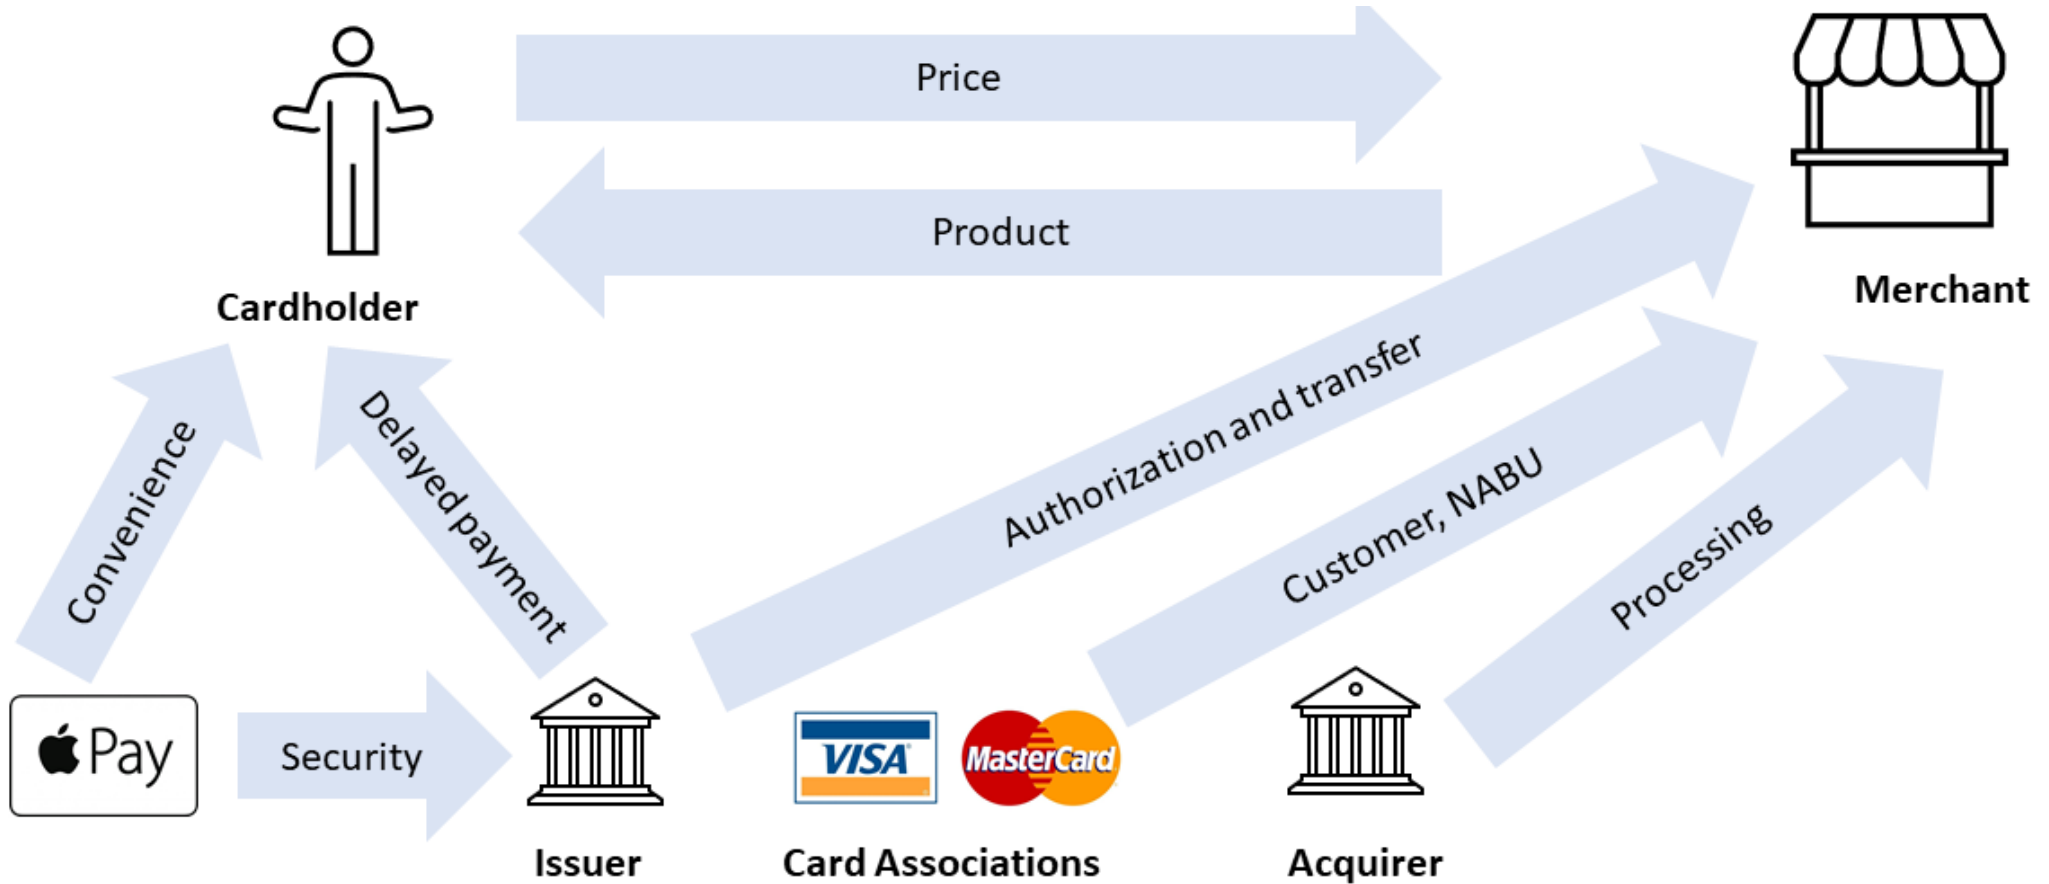 Price
Product
Cardholder
Merchant
Convenience
Delayed payment
Authorization and transfer
Customer, NABU
Processing
Pay
Security
VISA
MasterCard
Issuer
Card Associations
Acquirer